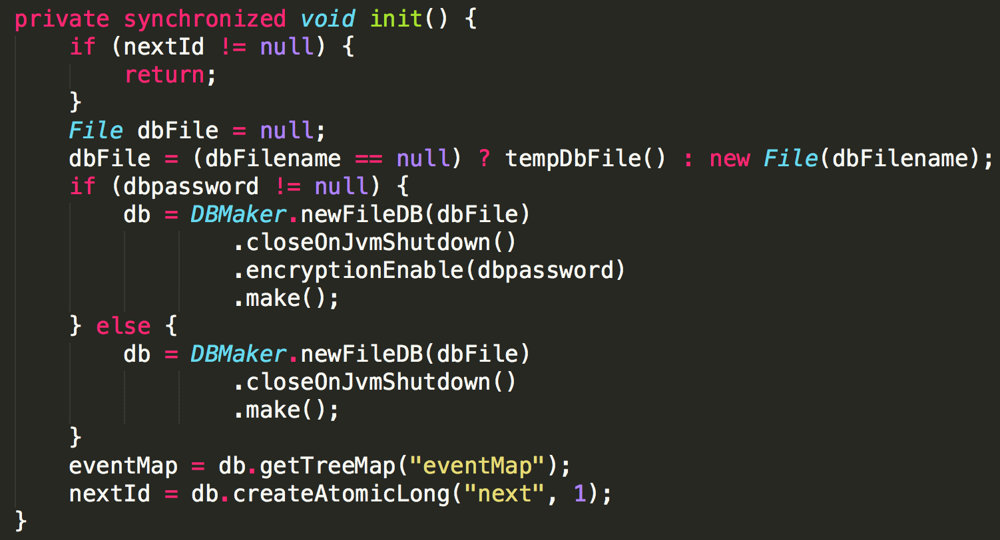 private synchronized void init() {
    if (nextId != null) {
        return;
    }
    File dbFile = null;
    dbFile = (dbFilename == null) ? tempDbFile() : new File(dbFilename);
    if (dbpassword != null) {
        db = DBMaker.newFileDB(dbFile)
                .closeOnJvmShutdown()
                .encryptionEnable(dbpassword)
                .make();
    } else {
        db = DBMaker.newFileDB(dbFile)
                .closeOnJvmShutdown()
                .make();
    }
    eventMap = db.getTreeMap("eventMap");
    nextId = db.createAtomicLong("next", 1);
}